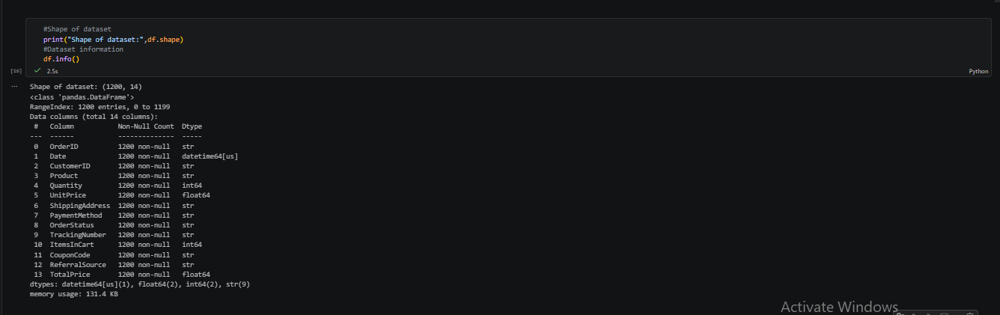 #Shape of dataset
print("Shape of dataset:",df.shape)
#Dataset information
df.info()
[16] ✓ 2.5s Python
... Shape of dataset: (1200, 14)
<class 'pandas.DataFrame'>
RangeIndex: 1200 entries, 0 to 1199
Data columns (total 14 columns):
 #   Column           Non-Null Count  Dtype
---  ------           --------------  -----
 0   OrderID          1200 non-null   str
 1   Date             1200 non-null   datetime64[us]
 2   CustomerID       1200 non-null   str
 3   Product          1200 non-null   str
 4   Quantity         1200 non-null   int64
 5   UnitPrice        1200 non-null   float64
 6   ShippingAddress  1200 non-null   str
 7   PaymentMethod    1200 non-null   str
 8   OrderStatus      1200 non-null   str
 9   TrackingNumber   1200 non-null   str
 10  ItemsInCart      1200 non-null   int64
 11  CouponCode       1200 non-null   str
 12  ReferralSource   1200 non-null   str
 13  TotalPrice       1200 non-null   float64
dtypes: datetime64[us](1), float64(2), int64(2), str(9)
memory usage: 131.4 KB
Activate Windows